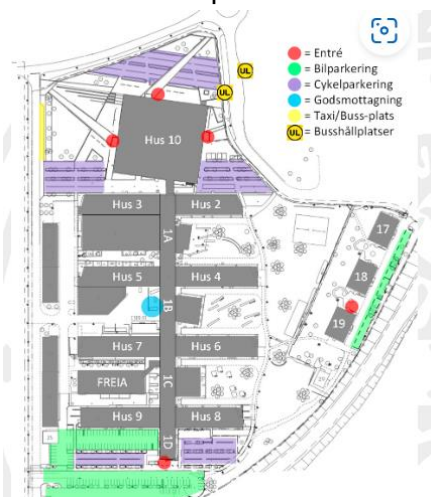 = Entré
= Bilparkering
= Cykelparkering
= Godsmottagning
= Taxi/Buss-plats
UL = Busshållplatser
UL
UL
Hus 10
Hus 3
Hus 2
1A
17
Hus 5
Hus 4
18
1B
19
Hus 7
Hus 6
1C
FREIA
Hus 9
Hus 8
1D